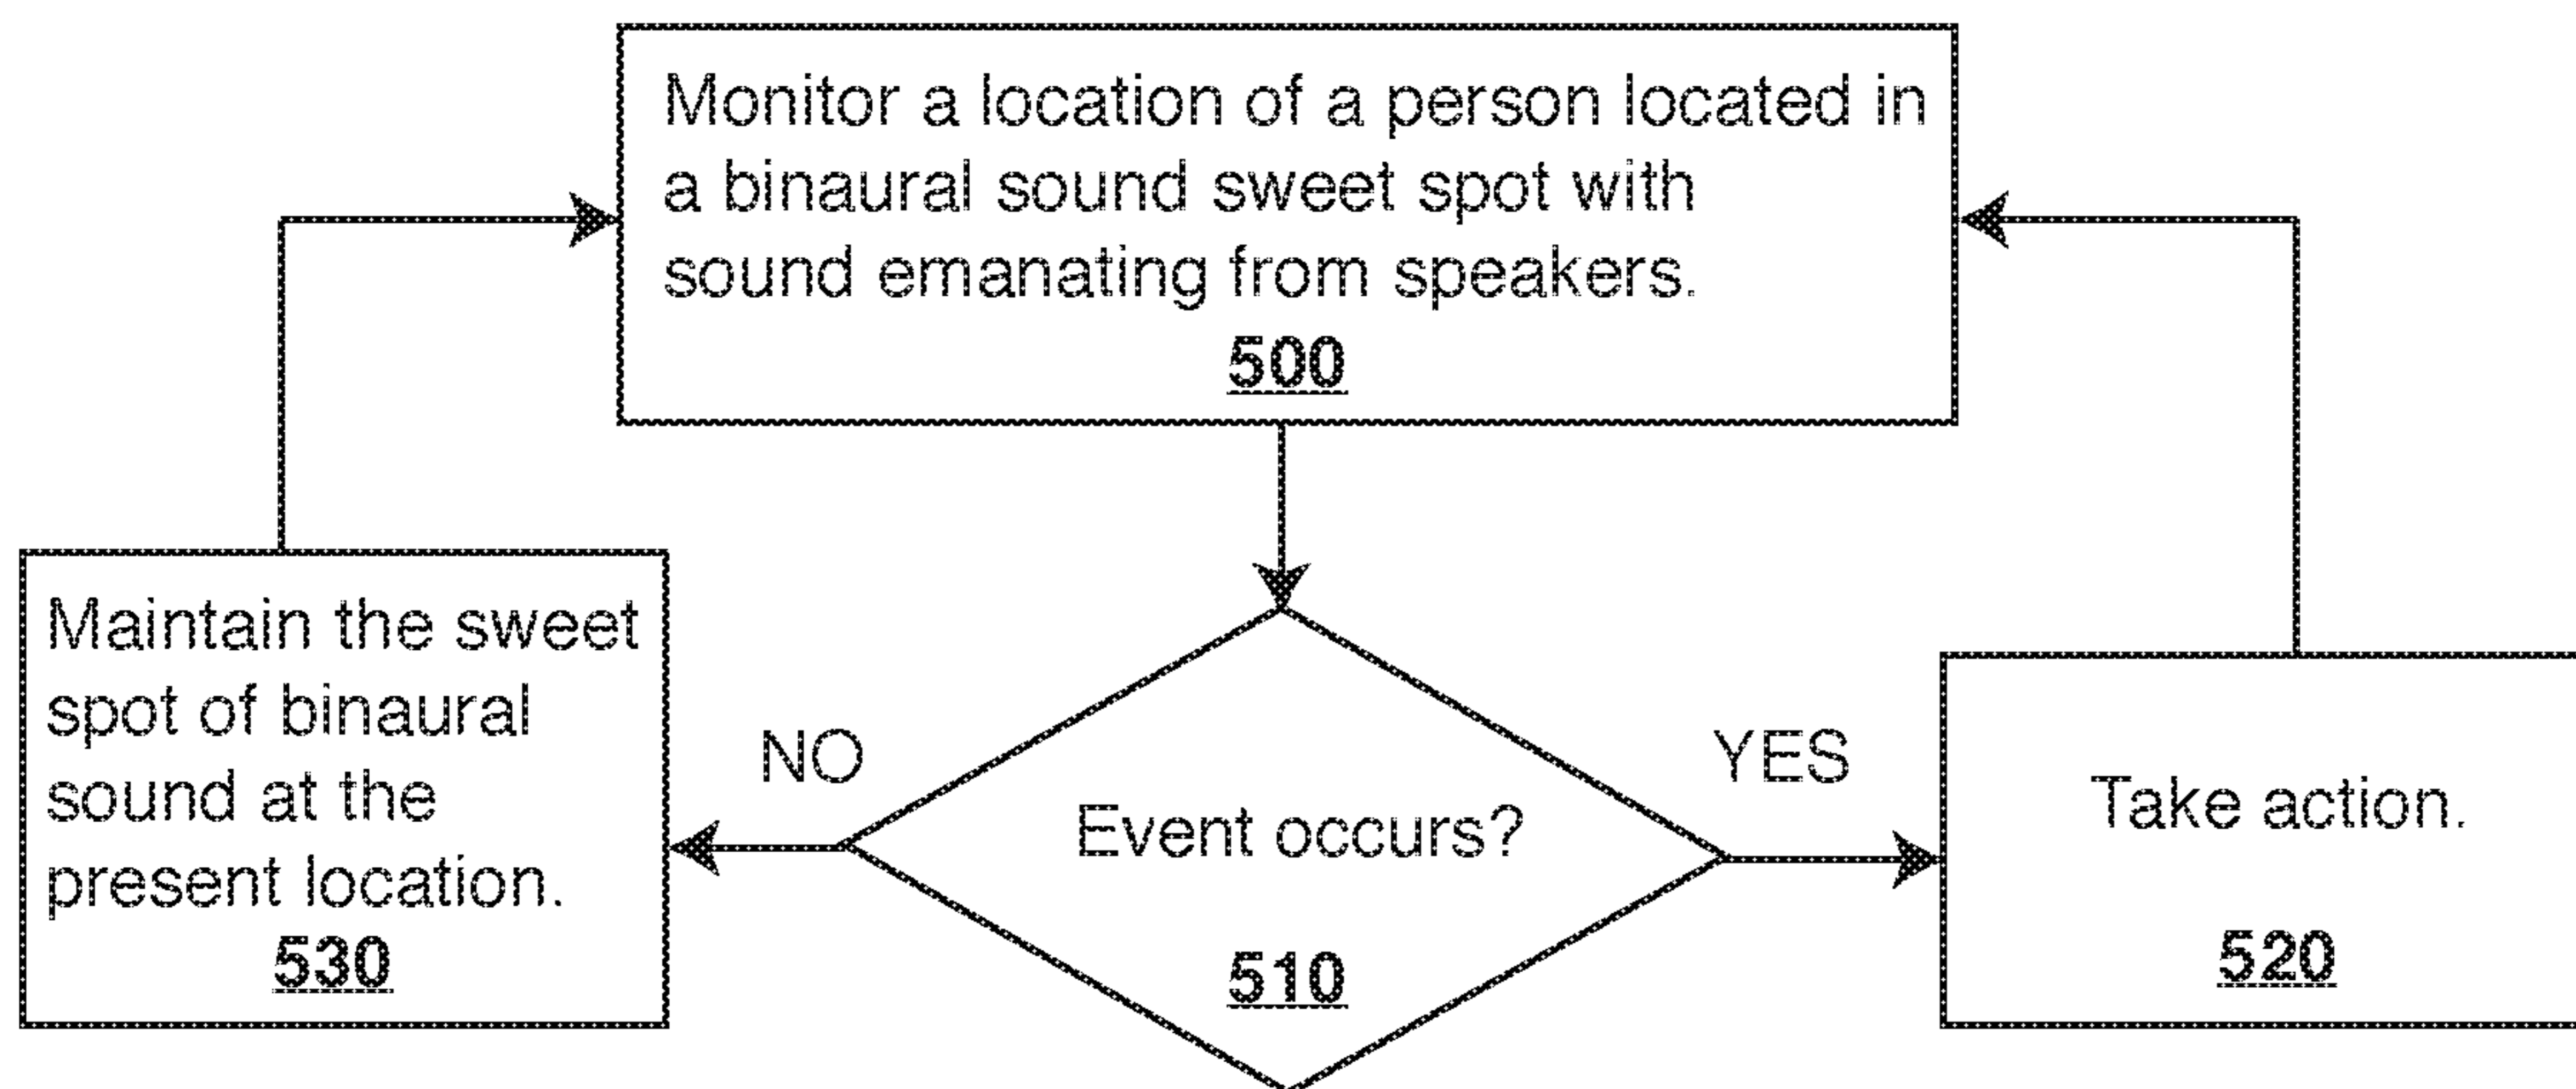 Monitor a location of a person located in
a binaural sound sweet spot with
sound emanating from speakers.
500
Maintain the sweet
spot of binaural
sound at the
present location.
530
NO
Event occurs?
510
YES
Take action.
520